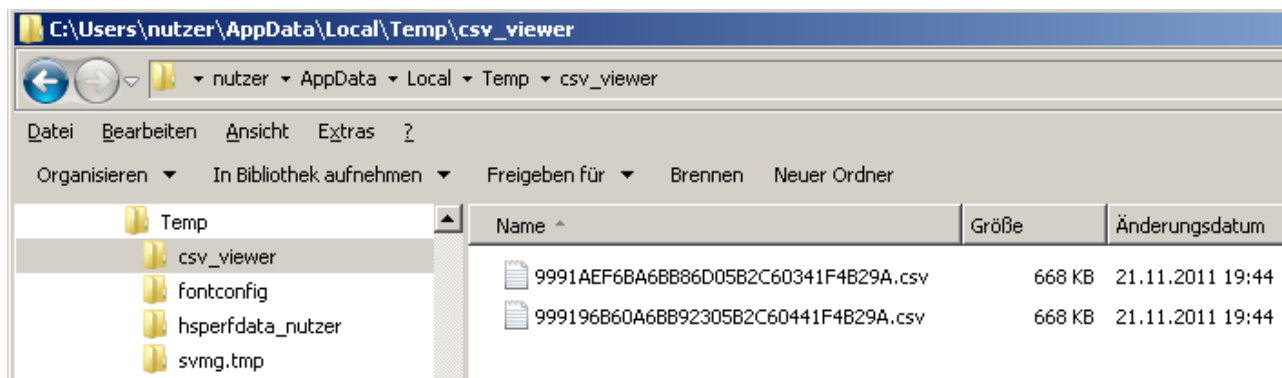 C:\Users\nutzer\AppData\Local\Temp\csv_viewer
nutzer AppData Local Temp csv_viewer
Datei Bearbeiten Ansicht Extras ?
Organisieren In Bibliothek aufnehmen Freigeben für Brennen Neuer Ordner
Temp
csv_viewer
fontconfig
hsperfdata_nutzer
svmg.tmp
Name Größe Änderungsdatum
9991AEF6BA6BB86D05B2C60341F4B29A.csv 668 KB 21.11.2011 19:44
999196B60A6BB92305B2C60441F4B29A.csv 668 KB 21.11.2011 19:44